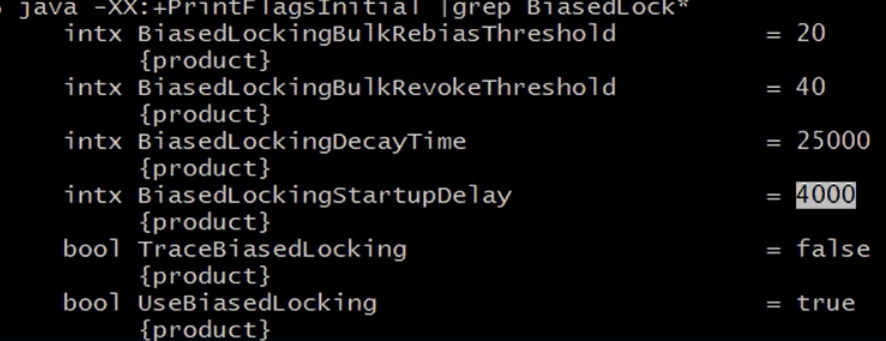 java -XX:+PrintFlagsInitial |grep BiasedLock*
intx BiasedLockingBulkRebiasThreshold = 20
{product}
intx BiasedLockingBulkRevokeThreshold = 40
{product}
intx BiasedLockingDecayTime = 25000
{product}
intx BiasedLockingStartupDelay = 4000
{product}
bool TraceBiasedLocking = false
{product}
bool UseBiasedLocking = true
{product}